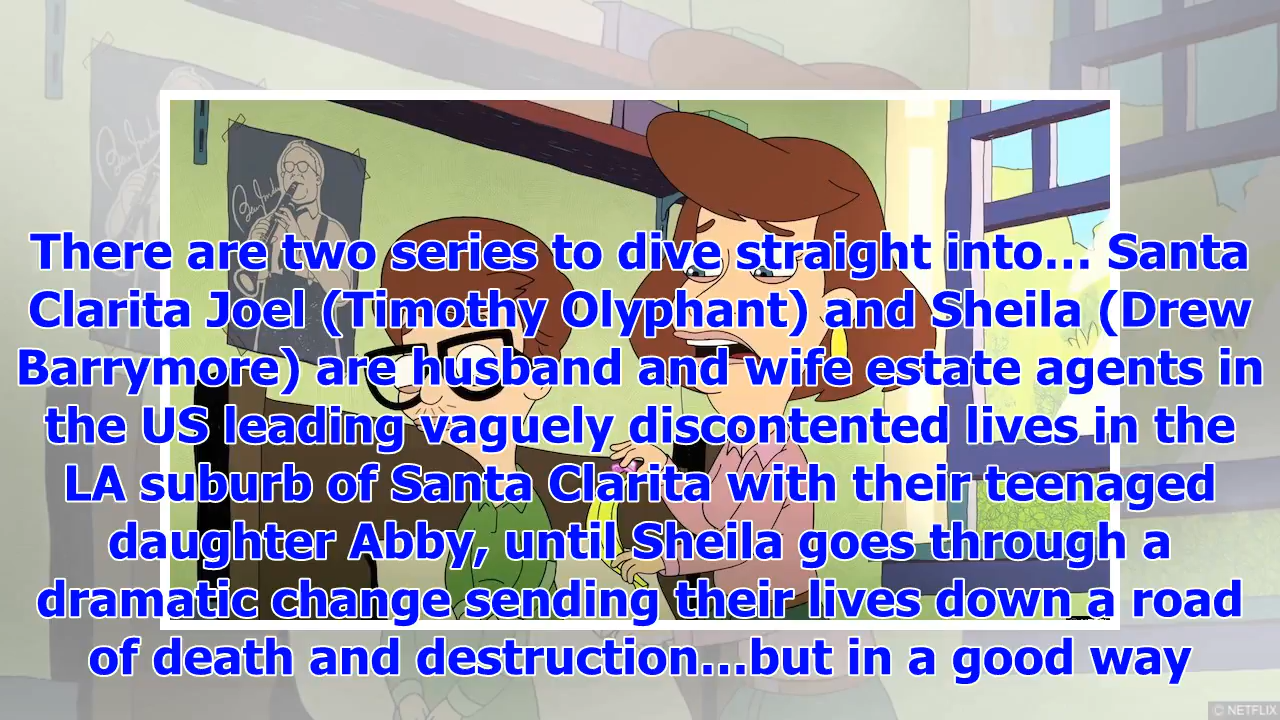 There are two series to dive straight into... Santa
Clarita Joel (Timothy Olyphant) and Sheila (Drew
Barrymore) are husband and wife estate agents in
the US leading vaguely discontented lives in the
LA suburb of Santa Clarita with their teenaged
daughter Abby, until Sheila goes through a
dramatic change sending their lives down a road
of death and destruction...but in a good way
© NETFLIX